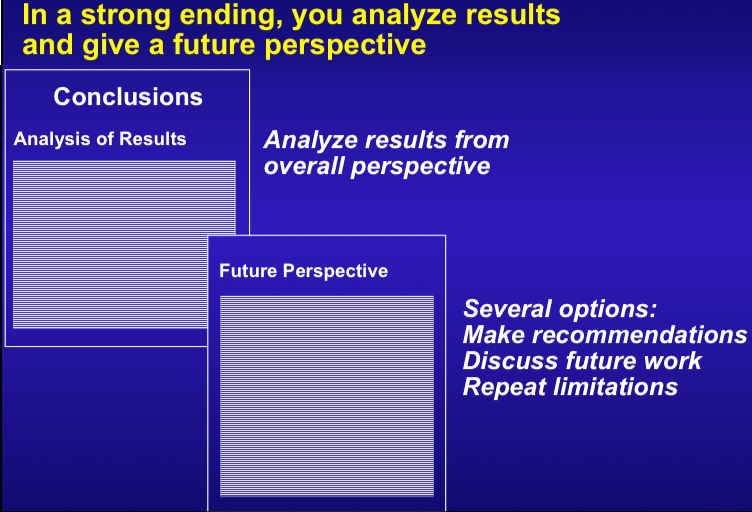 In a strong ending, you analyze results
and give a future perspective
Conclusions
Analysis of Results
Analyze results from
overall perspective
Future Perspective
Several options:
Make recommendations
Discuss future work
Repeat limitations